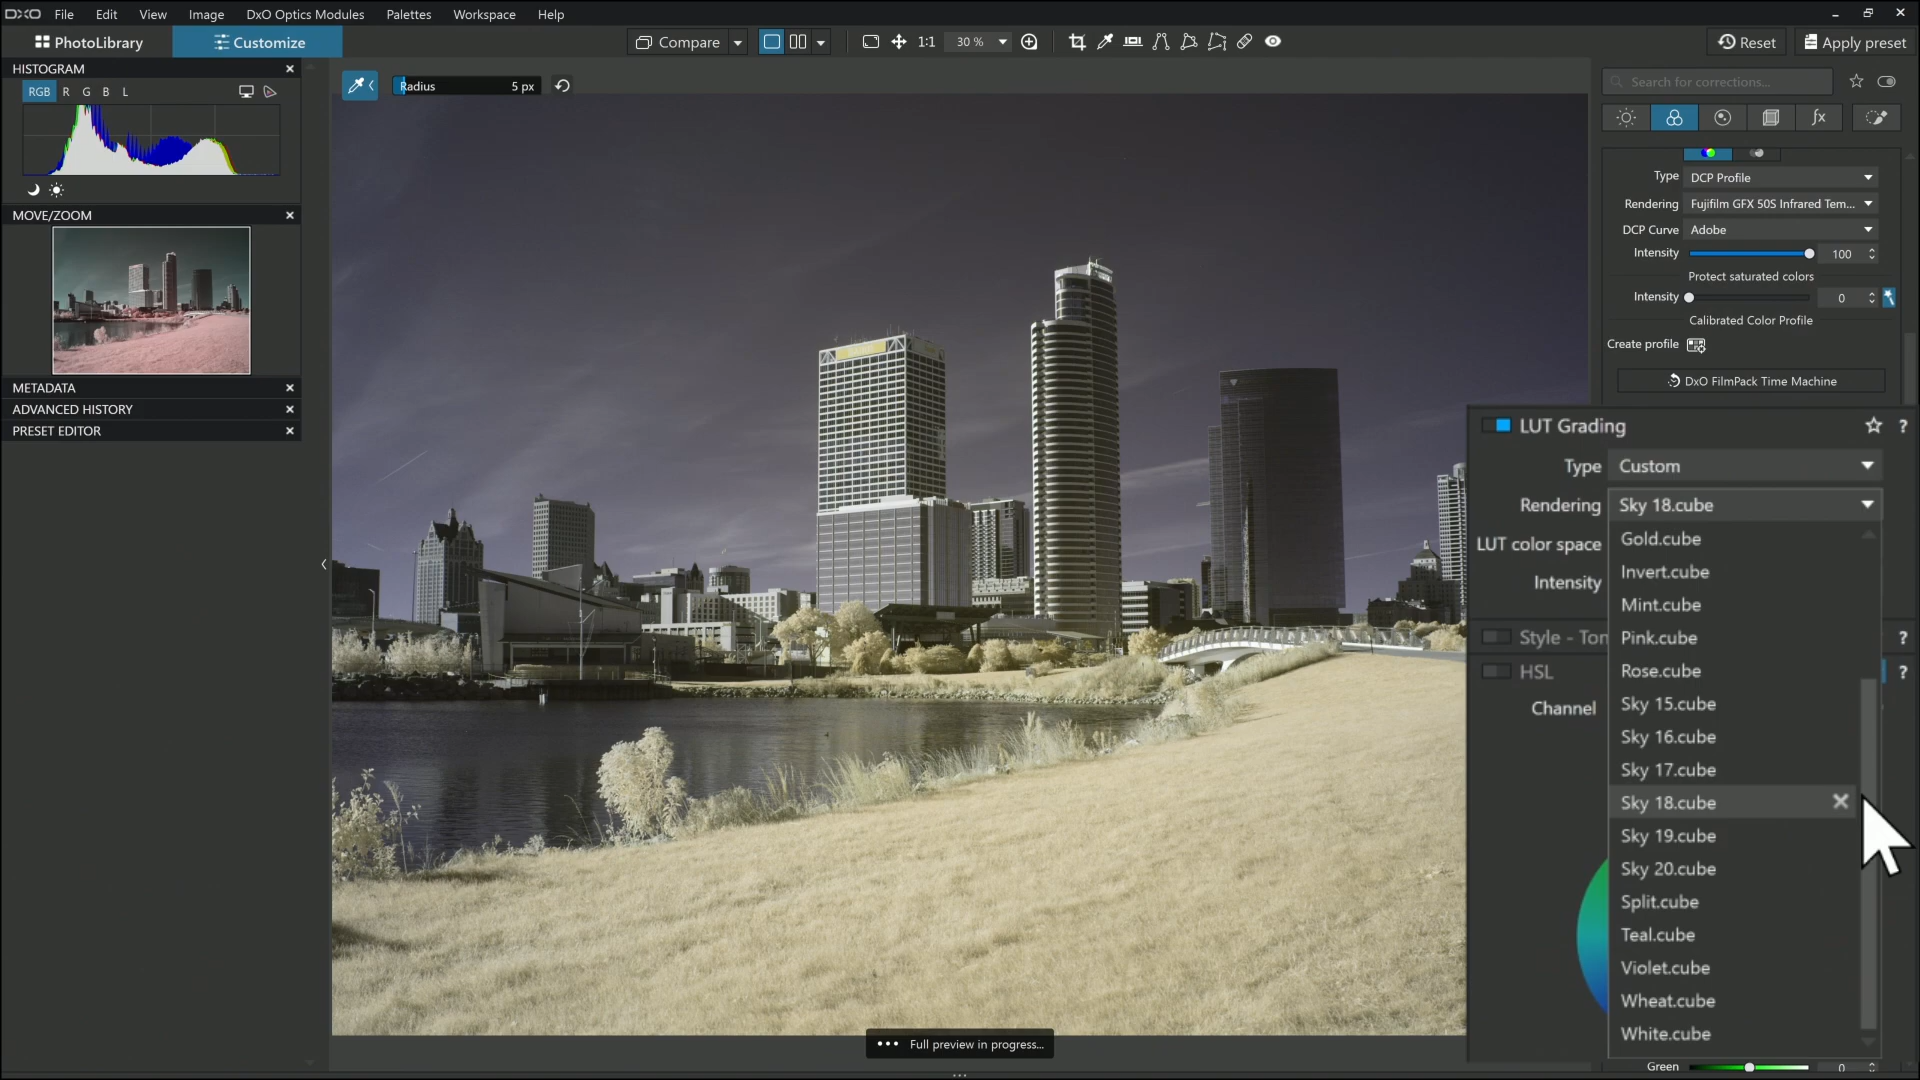 DXO File Edit View Image DxO Optics Modules Palettes Workspace Help
PhotoLibrary Customize Compare 1:1 30 % Reset Apply preset
HISTOGRAM
RGB R G B L
MOVE/ZOOM
METADATA
ADVANCED HISTORY
PRESET EDITOR
Radius 5 px
Full preview in progress...
Search for corrections...
fx
Type DCP Profile
Rendering Fujifilm GFX 50S Infrared Tem...
DCP Curve Adobe
Intensity 100
Protect saturated colors
Intensity 0
Calibrated Color Profile
Create profile
DxO FilmPack Time Machine
LUT Grading ?
Type Custom
Rendering Sky 18.cube
LUT color space
Intensity
Style - Ton ?
HSL ?
Channel
Gold.cube
Invert.cube
Mint.cube
Pink.cube
Rose.cube
Sky 15.cube
Sky 16.cube
Sky 17.cube
Sky 18.cube
Sky 19.cube
Sky 20.cube
Split.cube
Teal.cube
Violet.cube
Wheat.cube
White.cube
Green 0